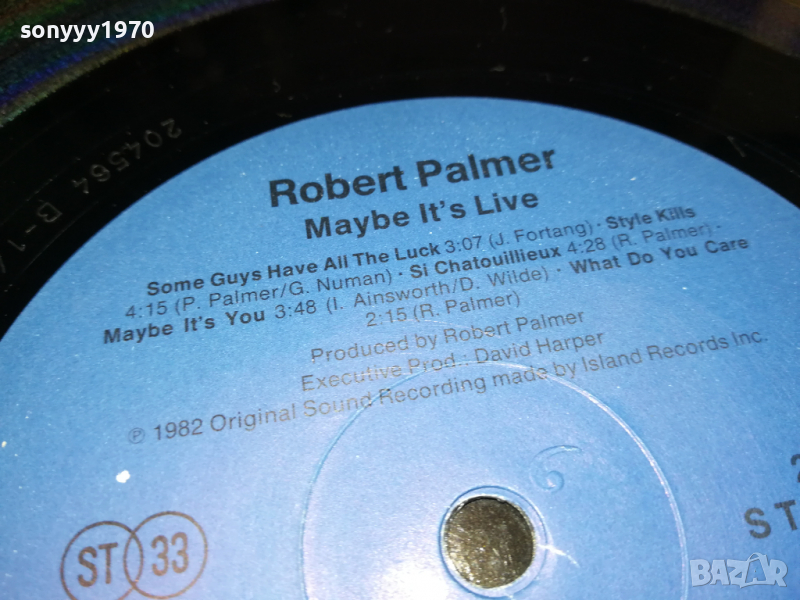 sonyyy1970
204564 B-1/
Robert Palmer
Maybe It's Live
Some Guys Have All The Luck 3:07 (J. Fortang) · Style Kills
4:15 (P. Palmer/G. Numan) · Si Chatouillieux 4:28 (R. Palmer) ·
Maybe It's You 3:48 (I. Ainsworth/D. Wilde) · What Do You Care
2:15 (R. Palmer)
Produced by Robert Palmer
Executive Prod.: David Harper
℗ 1982 Original Sound Recording made by Island Records Inc.
ST 33
ST
BAZAR